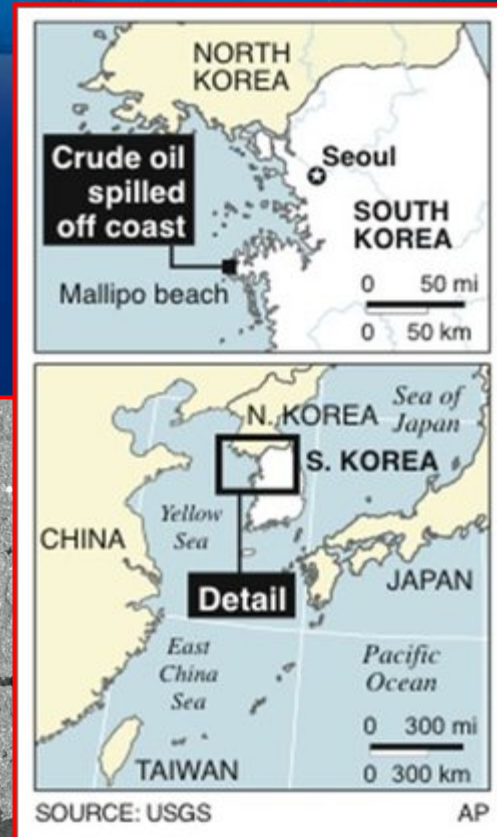 NORTH
KOREA
Crude oil
spilled
off coast
Seoul
SOUTH
KOREA
Mallipo beach
0 50 mi
0 50 km
N. KOREA
Sea of
Japan
S. KOREA
Yellow
Sea
CHINA
Detail
JAPAN
East
China
Sea
Pacific
Ocean
0 300 mi
0 300 km
TAIWAN
SOURCE: USGS AP